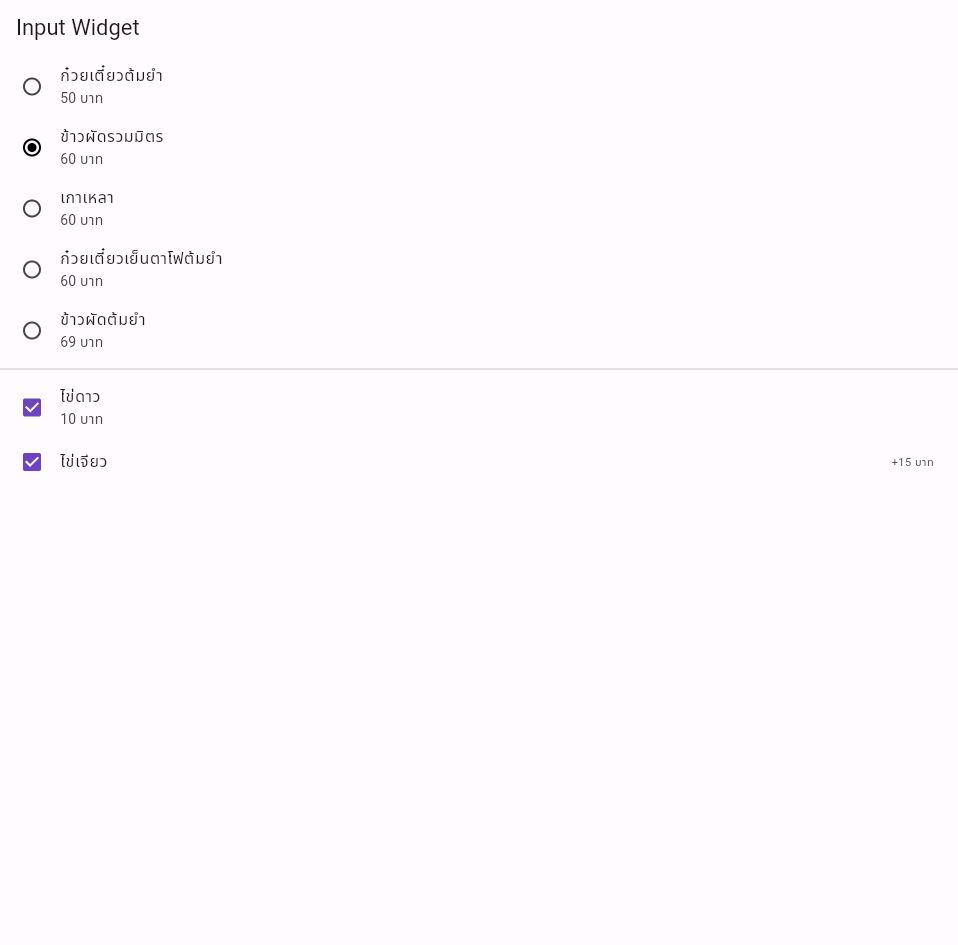 Input Widget
ก๋วยเตี๋ยวต้มยำ
50 บาท
ข้าวผัดรวมมิตร
60 บาท
เกาเหลา
60 บาท
ก๋วยเตี๋ยวเย็นตาโฟต้มยำ
60 บาท
ข้าวผัดต้มยำ
69 บาท
ไข่ดาว
10 บาท
ไข่เจียว
+15 บาท